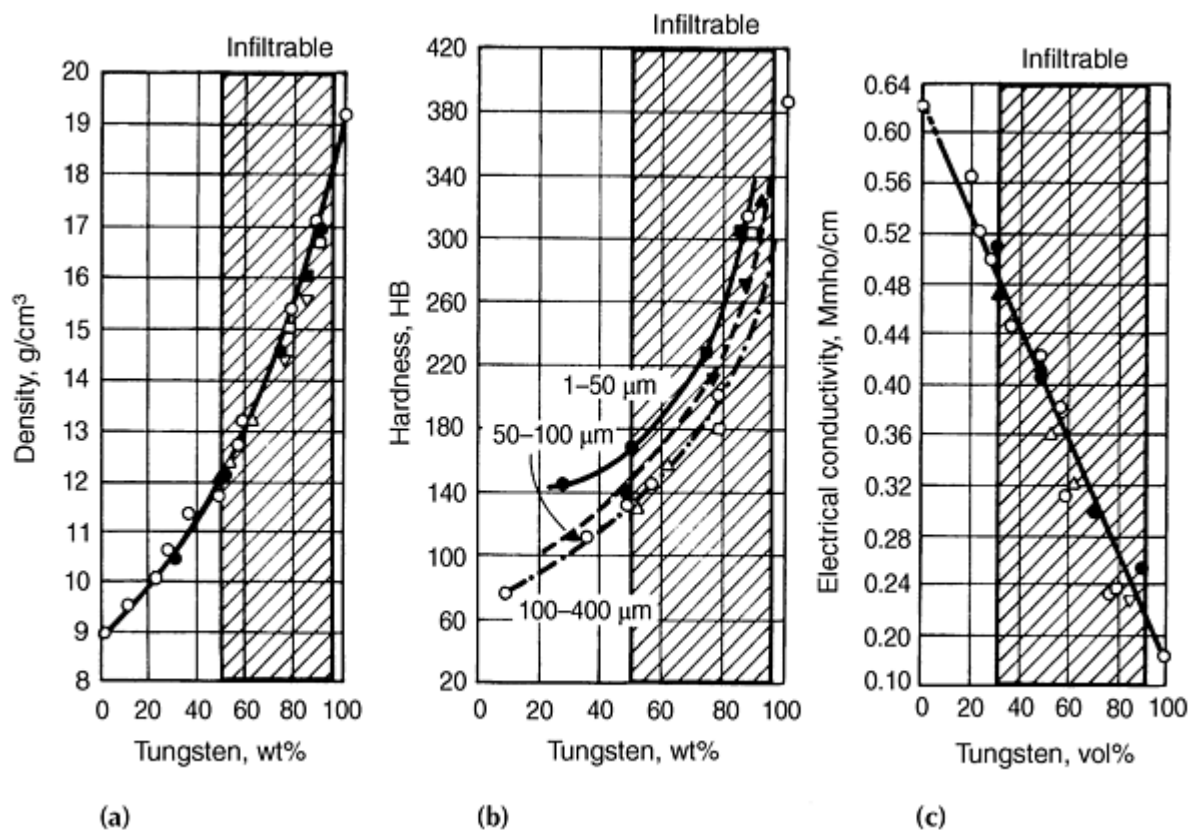 Infiltrable
20
19
18
17
16
15
14
13
12
11
10
9
8
Density, g/cm³
0 20 40 60 80 100
Tungsten, wt%
(a)
Infiltrable
420
380
340
300
260
220
180
140
100
60
20
Hardness, HB
1–50 μm
50–100 μm
100–400 μm
0 20 40 60 80 100
Tungsten, wt%
(b)
Infiltrable
0.64
0.60
0.56
0.52
0.48
0.44
0.40
0.36
0.32
0.28
0.24
0.20
0.10
Electrical conductivity, Mmho/cm
0 20 40 60 80 100
Tungsten, vol%
(c)